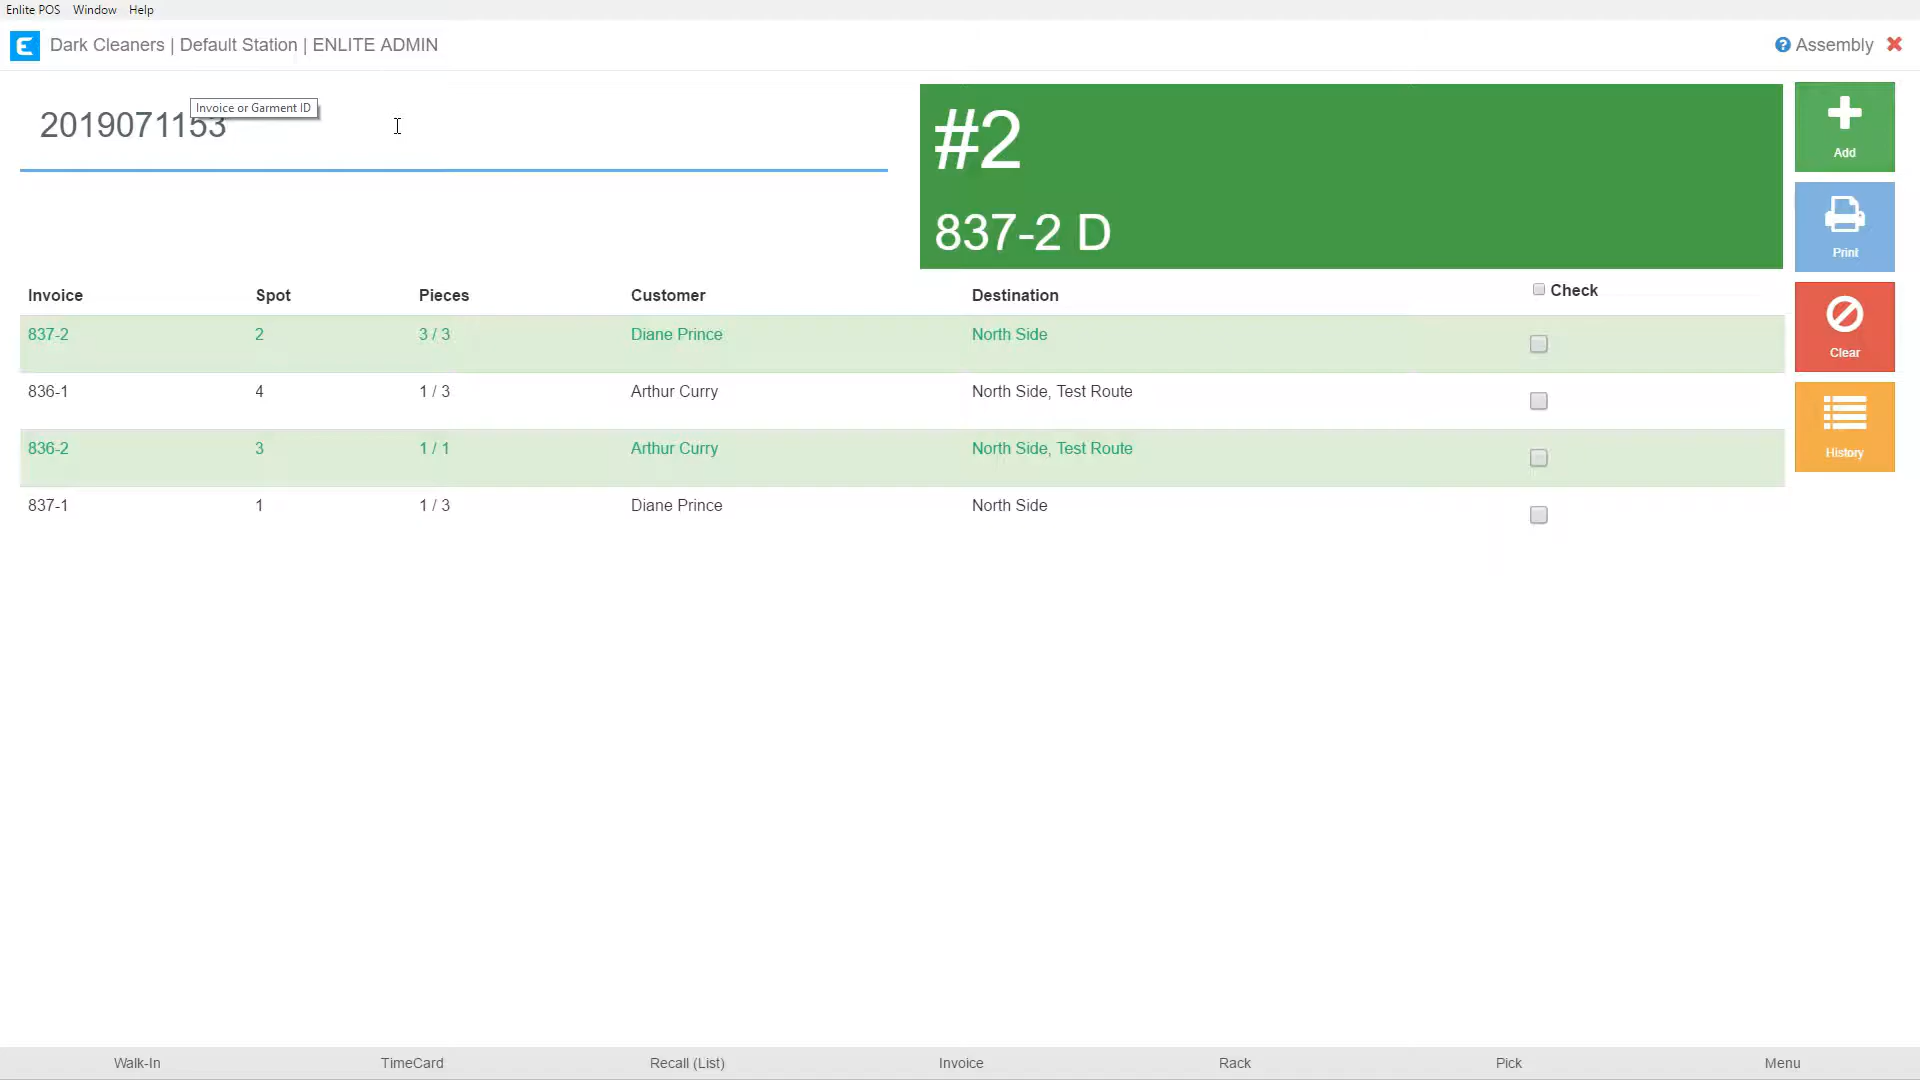 Enlite POS Window Help
E Dark Cleaners | Default Station | ENLITE ADMIN
? Assembly
Invoice or Garment ID
2019071153
#2
837-2 D
Add
Print
Clear
History
Invoice Spot Pieces Customer Destination Check
837-2 2 3 / 3 Diane Prince North Side
836-1 4 1 / 3 Arthur Curry North Side, Test Route
836-2 3 1 / 1 Arthur Curry North Side, Test Route
837-1 1 1 / 3 Diane Prince North Side
Walk-In TimeCard Recall (List) Invoice Rack Pick Menu